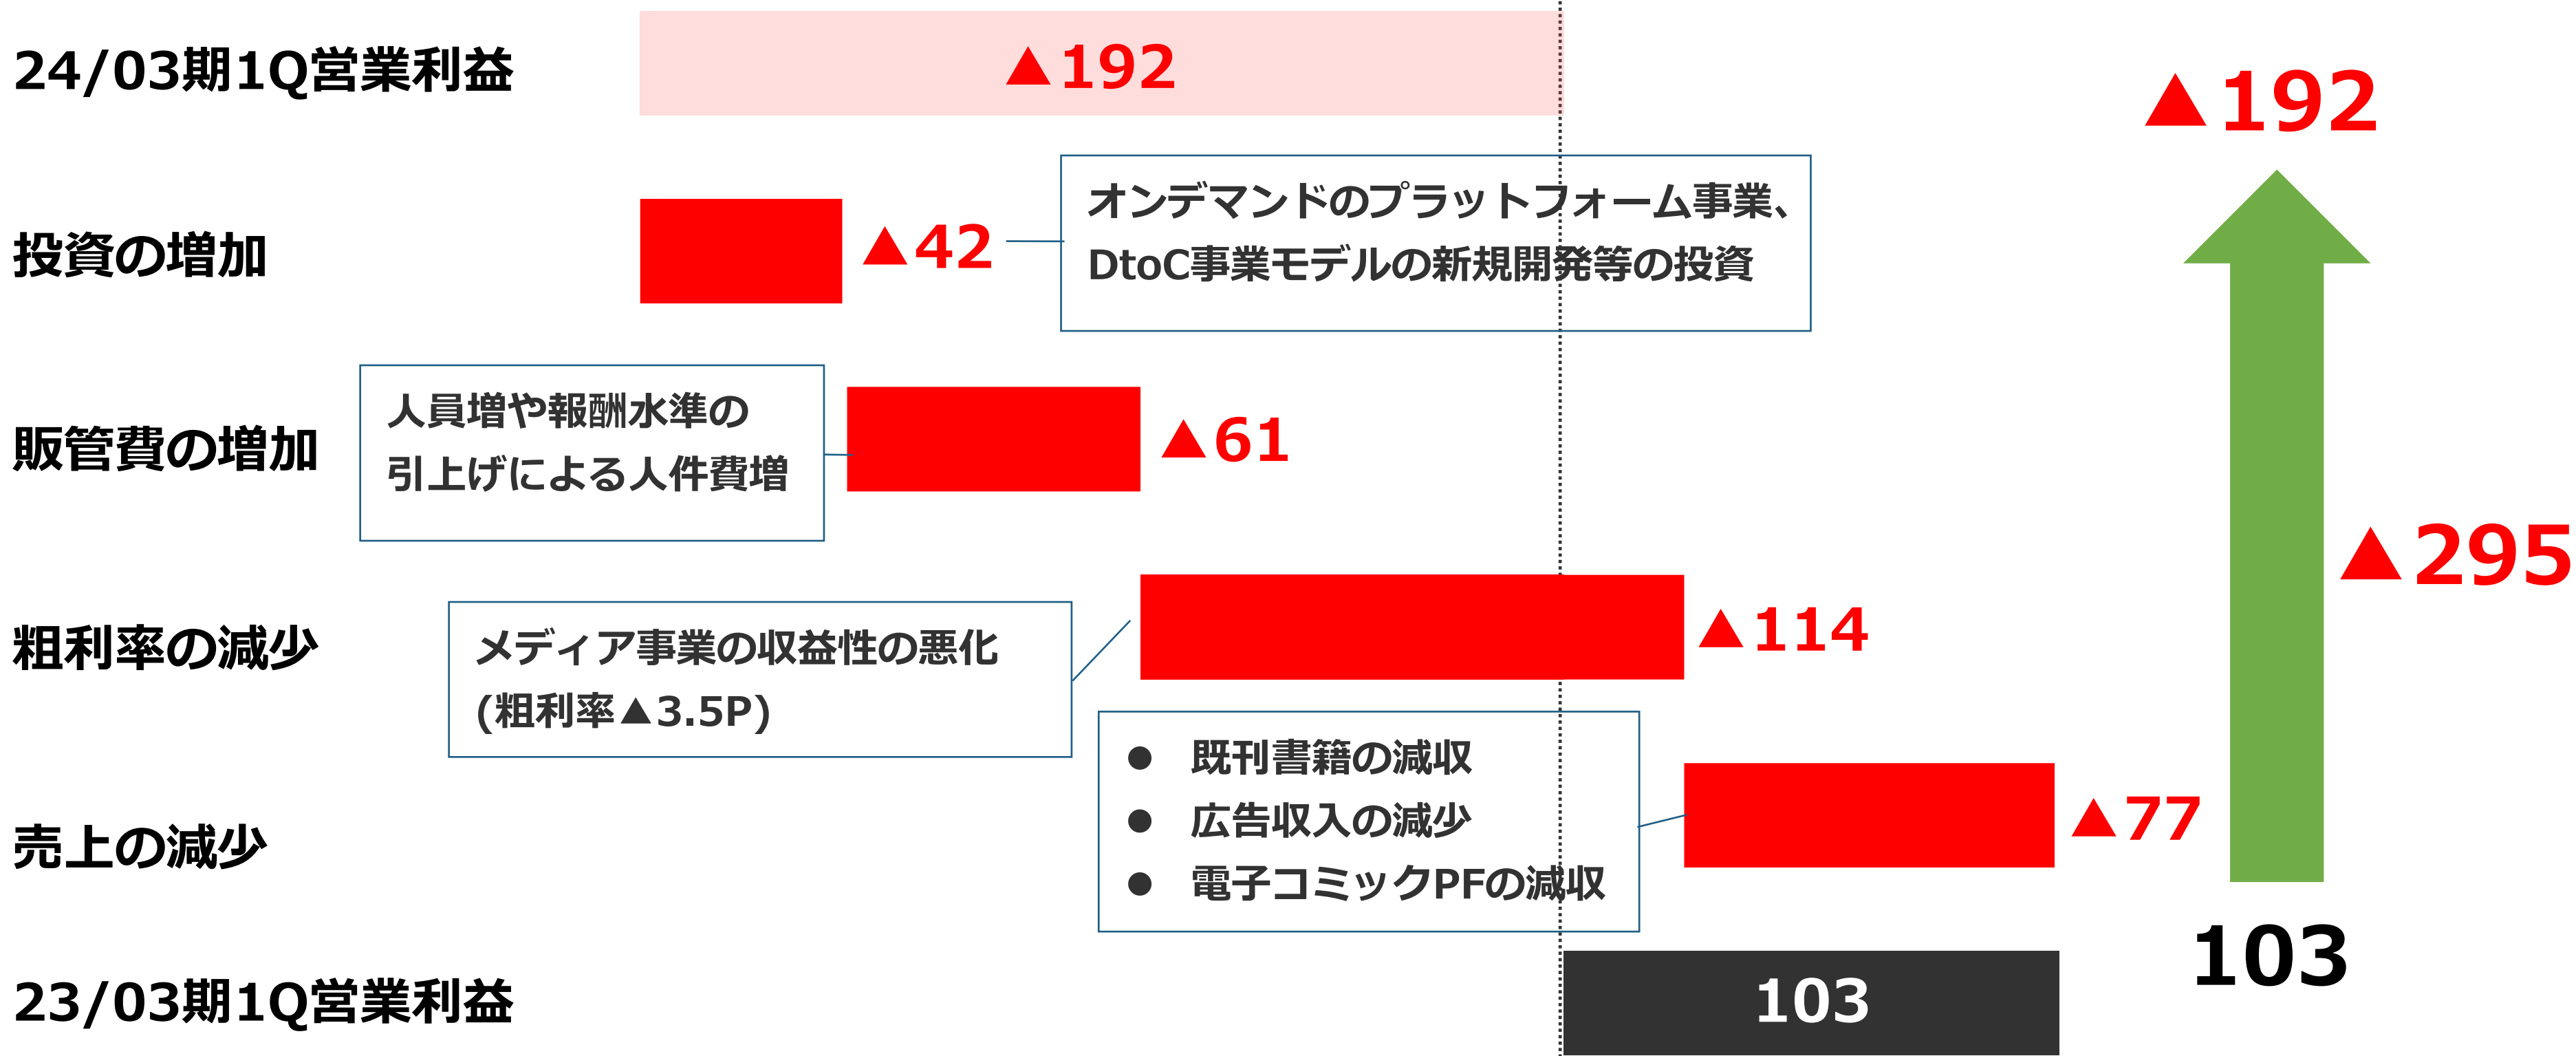 24/03期1Q営業利益
▲192
▲192
投資の増加
▲42
オンデマンドのプラットフォーム事業、
DtoC事業モデルの新規開発等の投資
販管費の増加
人員増や報酬水準の
引上げによる人件費増
▲61
▲295
粗利率の減少
メディア事業の収益性の悪化
(粗利率▲3.5P)
▲114
売上の減少
● 既刊書籍の減収
● 広告収入の減少
● 電子コミックPFの減収
▲77
103
23/03期1Q営業利益
103